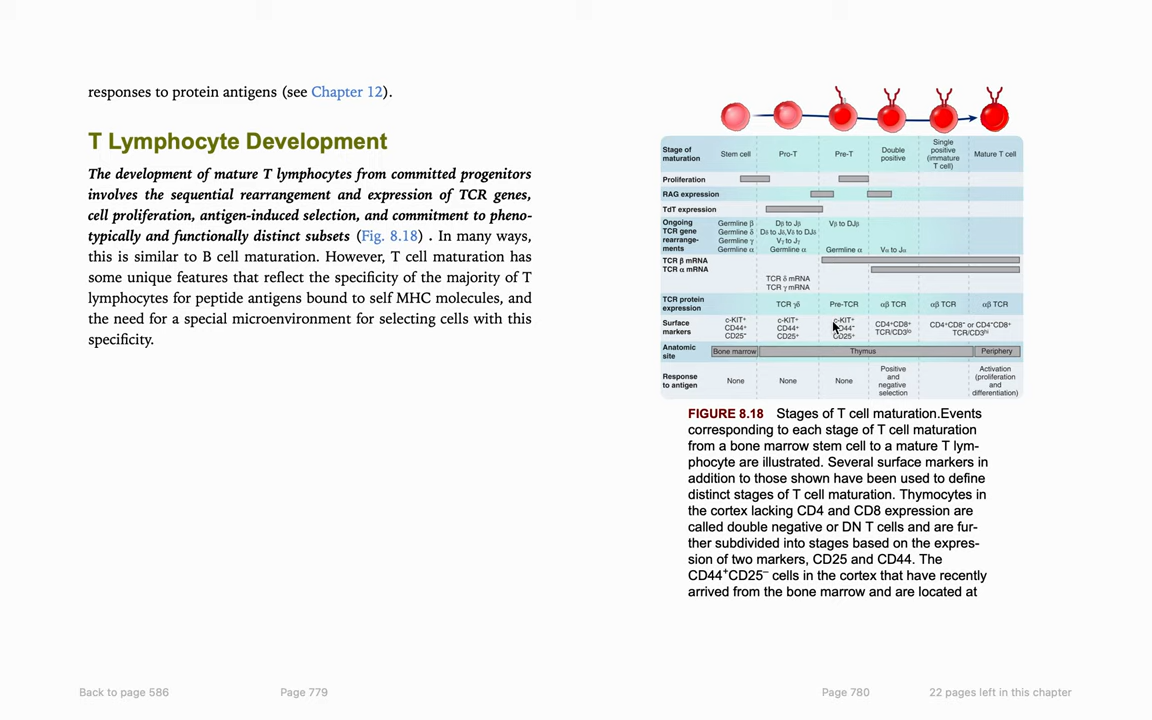 responses to protein antigens (see Chapter 12).
T Lymphocyte Development
The development of mature T lymphocytes from committed progenitors
involves the sequential rearrangement and expression of TCR genes,
cell proliferation, antigen-induced selection, and commitment to pheno-
typically and functionally distinct subsets (Fig. 8.18) . In many ways,
this is similar to B cell maturation. However, T cell maturation has
some unique features that reflect the specificity of the majority of T
lymphocytes for peptide antigens bound to self MHC molecules, and
the need for a special microenvironment for selecting cells with this
specificity.
Stage of
maturation
Stem cell
Pro-T
Pre-T
Double
positive
Single
positive
(immature
T cell)
Mature T cell
Proliferation
RAG expression
TdT expression
Ongoing
TCR gene
rearrange-
ments
Germline β
Germline δ
Germline γ
Germline α
Dβ to Jβ
Dδ to Jδ,Vδ to DJδ
Vγ to Jγ
Germline α
Vβ to DJβ
Germline α
Vα to Jα
TCR β mRNA
TCR α mRNA
TCR δ mRNA
TCR γ mRNA
TCR protein
expression
TCR γδ
Pre-TCR
αβ TCR
αβ TCR
αβ TCR
Surface
markers
c-KIT⁺
CD44⁺
CD25⁻
c-KIT⁺
CD44⁺
CD25⁺
c-KIT⁺
CD44⁻
CD25⁺
CD4⁺CD8⁺
TCR/CD3ˡᵒ
CD4⁺CD8⁻ or CD4⁻CD8⁺
TCR/CD3ʰⁱ
Anatomic
site
Bone marrow
Thymus
Periphery
Response
to antigen
None
None
None
Positive
and
negative
selection
Activation
(proliferation
and
differentiation)
FIGURE 8.18 Stages of T cell maturation.Events
corresponding to each stage of T cell maturation
from a bone marrow stem cell to a mature T lym-
phocyte are illustrated. Several surface markers in
addition to those shown have been used to define
distinct stages of T cell maturation. Thymocytes in
the cortex lacking CD4 and CD8 expression are
called double negative or DN T cells and are fur-
ther subdivided into stages based on the expres-
sion of two markers, CD25 and CD44. The
CD44⁺CD25⁻ cells in the cortex that have recently
arrived from the bone marrow and are located at
Back to page 586
Page 779
Page 780
22 pages left in this chapter